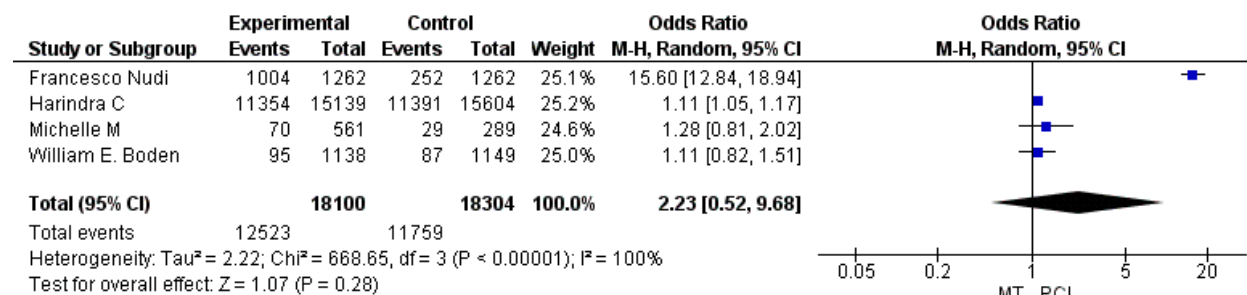 Experimental Control Odds Ratio Odds Ratio
Study or Subgroup Events Total Events Total Weight M-H, Random, 95% CI M-H, Random, 95% CI
Francesco Nudi 1004 1262 252 1262 25.1% 15.60 [12.84, 18.94]
Harindra C 11354 15139 11391 15604 25.2% 1.11 [1.05, 1.17]
Michelle M 70 561 29 289 24.6% 1.28 [0.81, 2.02]
William E. Boden 95 1138 87 1149 25.0% 1.11 [0.82, 1.51]
Total (95% CI) 18100 18304 100.0% 2.23 [0.52, 9.68]
Total events 12523 11759
Heterogeneity: Tau² = 2.22; Chi² = 668.65, df = 3 (P < 0.00001); I² = 100%
Test for overall effect: Z = 1.07 (P = 0.28)
0.05 0.2 1 5 20
MT PCI